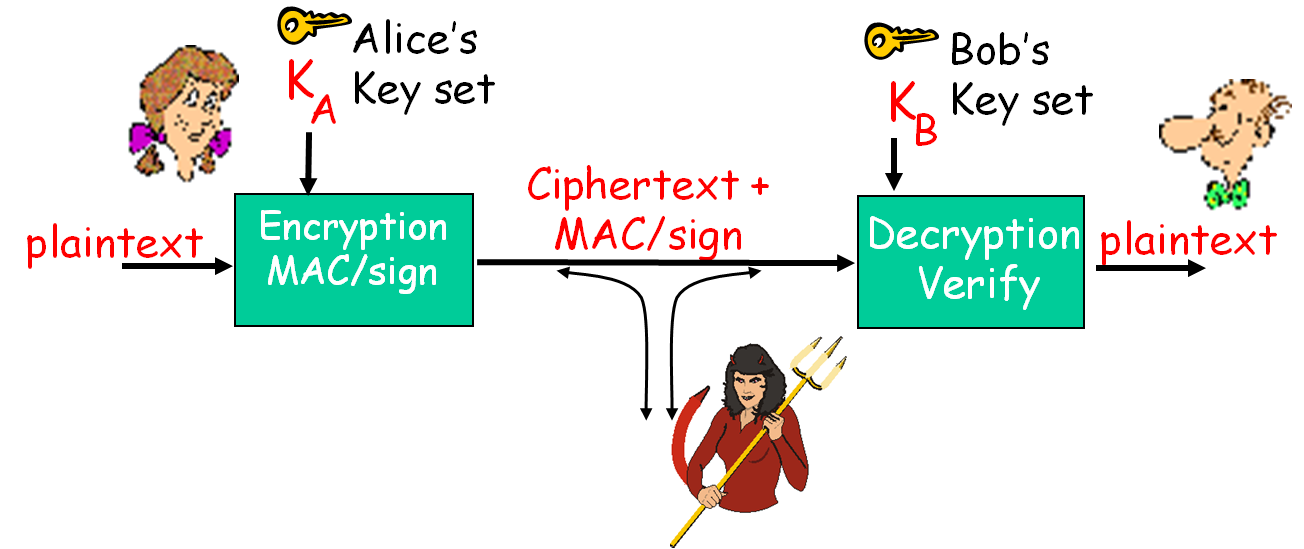 Alice's
Key set
K
A
Bob's
Key set
K
B
Ciphertext +
MAC/sign
plaintext
Encryption
MAC/sign
Decryption
Verify
plaintext